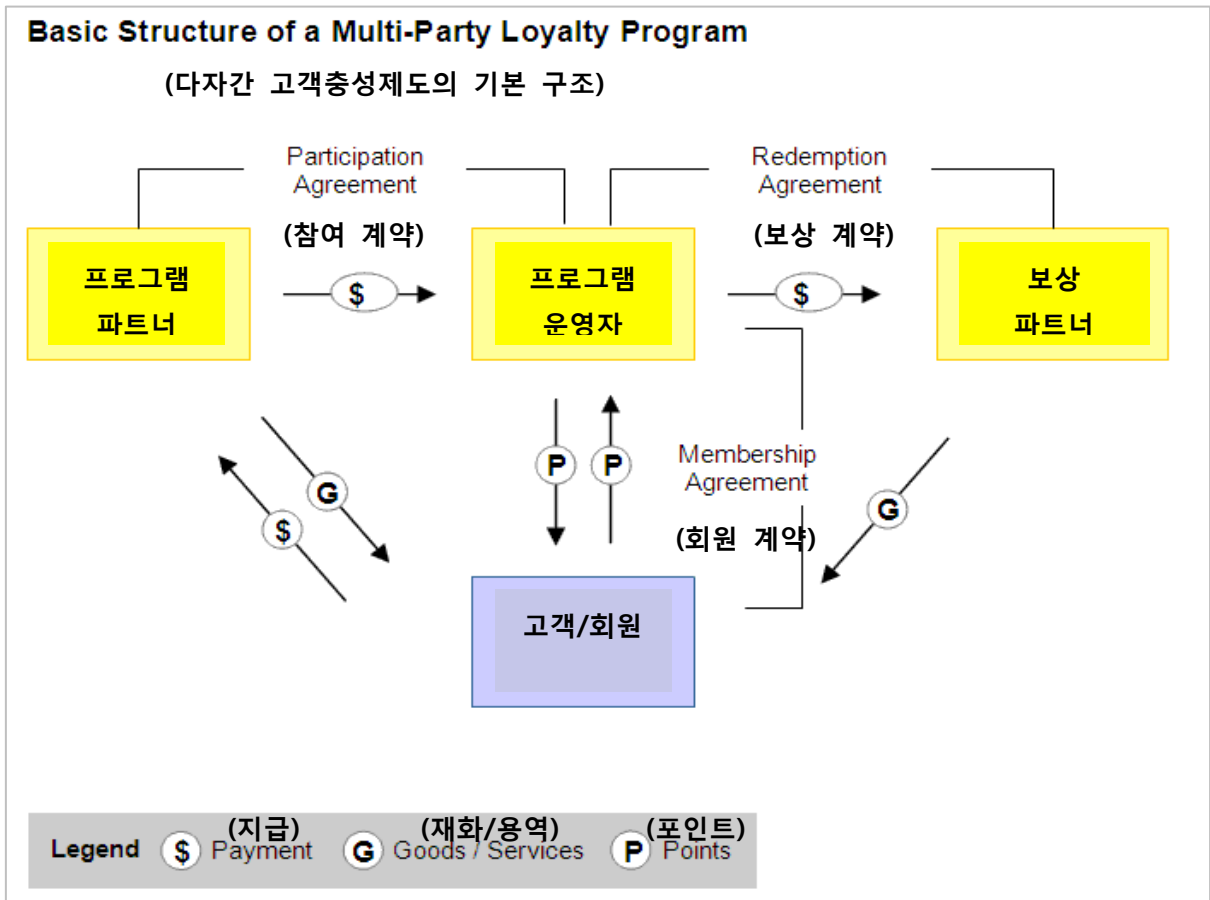 Basic Structure of a Multi-Party Loyalty Program
(다자간 고객충성제도의 기본 구조)
Participation
Agreement
(참여 계약)
Redemption
Agreement
(보상 계약)
프로그램
파트너
$
프로그램
운영자
$
보상
파트너
G
$
P
P
Membership
Agreement
(회원 계약)
G
고객/회원
Legend
$
(지급)
Payment
G
(재화/용역)
Goods / Services
P
(포인트)
Points